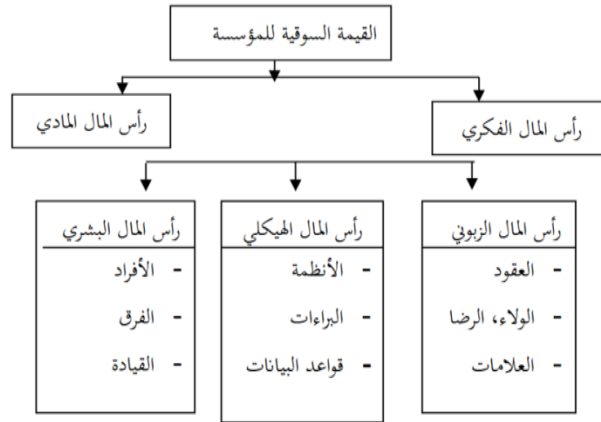 القيمة السوقية للمؤسسة
رأس المال الفكري
رأس المال المادي
رأس المال الزبوني
- العقود
- الولاء، الرضا
- العلامات
رأس المال الهيكلي
- الأنظمة
- البراءات
- قواعد البيانات
رأس المال البشري
- الأفراد
- الفرق
- القيادة